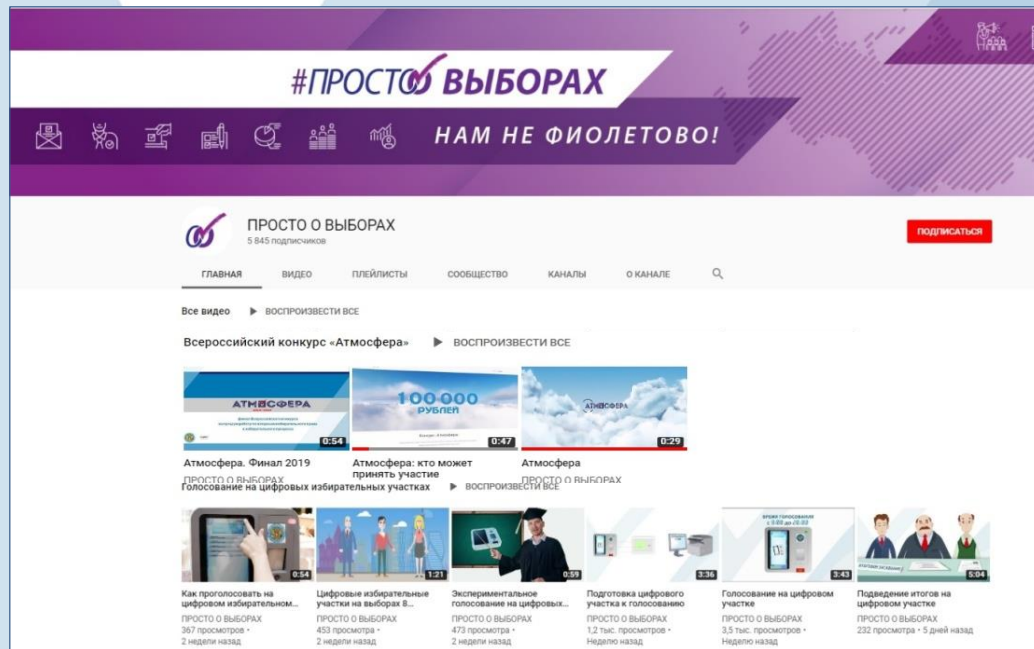 #ПРОСТО О ВЫБОРАХ
НАМ НЕ ФИОЛЕТОВО!
ПРОСТО О ВЫБОРАХ
5 845 подписчиков
ПОДПИСАТЬСЯ
ГЛАВНАЯ ВИДЕО ПЛЕЙЛИСТЫ СООБЩЕСТВО КАНАЛЫ О КАНАЛЕ
Все видео ВОСПРОИЗВЕСТИ ВСЕ
Всероссийский конкурс «Атмосфера» ВОСПРОИЗВЕСТИ ВСЕ
АТМОСФЕРА
0:54
100 000
РУБЛЕЙ
0:47
АТМОСФЕРА
0:29
Атмосфера. Финал 2019
ПРОСТО О ВЫБОРАХ
Атмосфера: кто может
принять участие
Атмосфера
ПРОСТО О ВЫБОРАХ
Голосование на цифровых избирательных участках ВОСПРОИЗВЕСТИ ВСЕ
0:54
1:21
0:59
3:36
ВРЕМЯ ГОЛОСОВАНИЯ
3:43
5:04
Как проголосовать на
цифровом избирательном...
ПРОСТО О ВЫБОРАХ
367 просмотров •
2 недели назад
Цифровые избирательные
участки на выборах 8...
ПРОСТО О ВЫБОРАХ
453 просмотра •
2 недели назад
Экспериментальное
голосование на цифровых...
ПРОСТО О ВЫБОРАХ
473 просмотра •
2 недели назад
Подготовка цифрового
участка к голосованию
ПРОСТО О ВЫБОРАХ
1,2 тыс. просмотров •
Неделю назад
Голосование на цифровом
участке
ПРОСТО О ВЫБОРАХ
3,5 тыс. просмотров •
Неделю назад
Подведение итогов на
цифровом участке
ПРОСТО О ВЫБОРАХ
232 просмотра • 5 дней назад